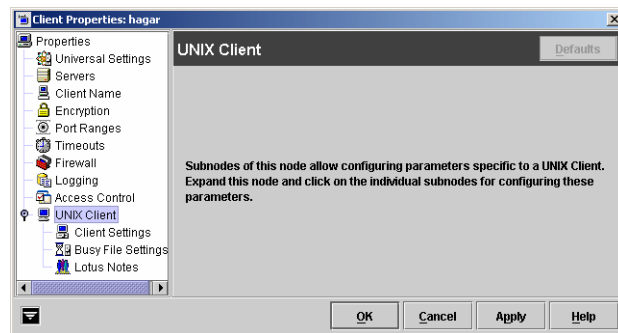 Client Properties: hagar
Properties
Universal Settings
Servers
Client Name
Encryption
Port Ranges
Timeouts
Firewall
Logging
Access Control
UNIX Client
Client Settings
Busy File Settings
Lotus Notes
UNIX Client
Defaults
Subnodes of this node allow configuring parameters specific to a UNIX Client.
Expand this node and click on the individual subnodes for configuring these
parameters.
OK
Cancel
Apply
Help